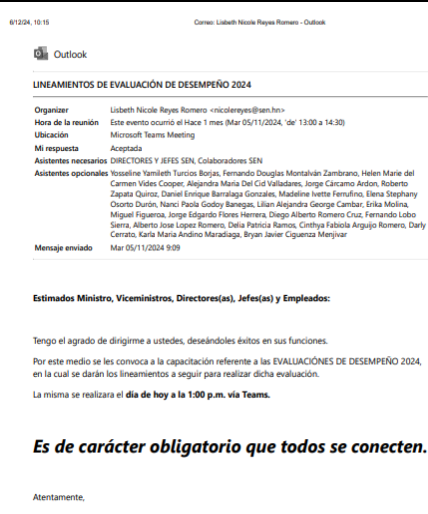 6/12/24, 10:15
Correo: Lisbeth Nicole Reyes Romero - Outlook
Outlook
LINEAMIENTOS DE EVALUACIÓN DE DESEMPEÑO 2024
Organizer Lisbeth Nicole Reyes Romero <nicolereyes@sen.hn>
Hora de la reunión Este evento ocurrió el Hace 1 mes (Mar 05/11/2024, 'de' 13:00 a 14:30)
Ubicación Microsoft Teams Meeting
Mi respuesta Aceptada
Asistentes necesarios DIRECTORES Y JEFES SEN, Colaboradores SEN
Asistentes opcionales Yosseline Yamileth Turcios Borjas, Fernando Douglas Montalván Zambrano, Helen Marie del
Carmen Vides Cooper, Alejandra Maria Del Cid Valladares, Jorge Cárcamo Ardon, Roberto
Zapata Quiroz, Daniel Enrique Barralaga Gonzales, Madeline Ivette Ferrufino, Elena Stephany
Osorto Durón, Nanci Paola Godoy Banegas, Lilian Alejandra George Cambar, Erika Molina,
Miguel Figueroa, Jorge Edgardo Flores Herrera, Diego Alberto Romero Cruz, Fernando Lobo
Sierra, Alberto Jose Lopez Romero, Delia Patricia Ramos, Cinthya Fabiola Arguijo Romero, Darly
Cerrato, Karla Maria Andino Maradiaga, Bryan Javier Ciguenza Menjivar
Mensaje enviado Mar 05/11/2024 9:09
Estimados Ministro, Viceministros, Directores(as), Jefes(as) y Empleados:
Tengo el agrado de dirigirme a ustedes, deseándoles éxitos en sus funciones.
Por este medio se les convoca a la capacitación referente a las EVALUACIÓNES DE DESEMPEÑO 2024,
en la cual se darán los lineamientos a seguir para realizar dicha evaluación.
La misma se realizara el día de hoy a la 1:00 p.m. vía Teams.
Es de carácter obligatorio que todos se conecten.
Atentamente,